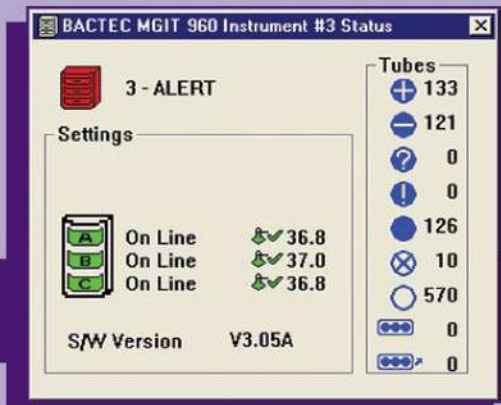 BACTEC MGIT 960 Instrument #3 Status
3 - ALERT
Settings
A On Line 36.8
B On Line 37.0
C On Line 36.8
S/W Version V3.05A
Tubes
133
121
? 0
! 0
126
10
570
0
0